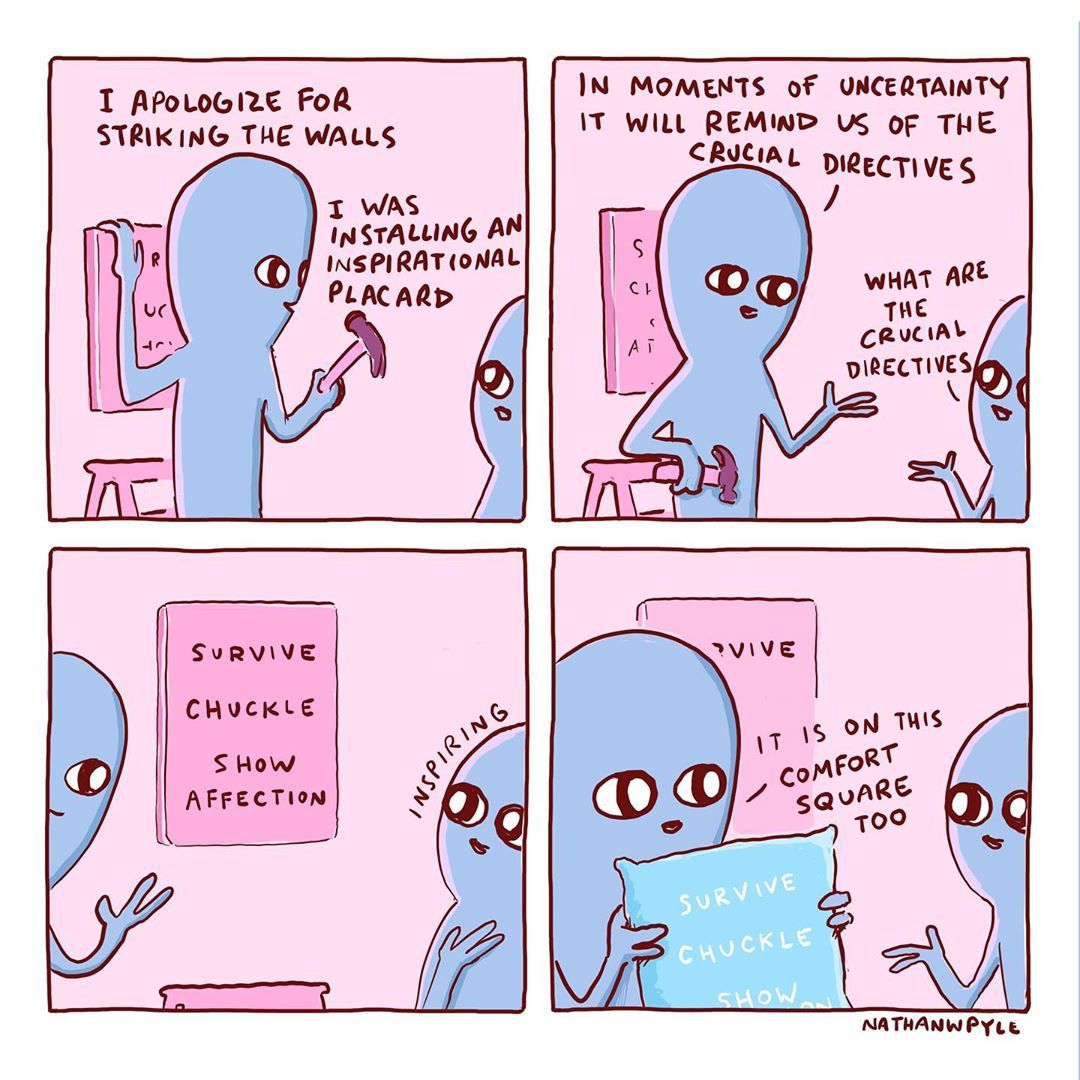 I APOLOGIZE FOR
STRIKING THE WALLS
I WAS
INSTALLING AN
INSPIRATIONAL
PLACARD
IN MOMENTS OF UNCERTAINTY
IT WILL REMIND US OF THE
CRUCIAL DIRECTIVES
WHAT ARE
THE
CRUCIAL
DIRECTIVES
SURVIVE
CHUCKLE
SHOW
AFFECTION
INSPIRING
VIVE
IT IS ON THIS
COMFORT
SQUARE
TOO
SURVIVE
CHUCKLE
SHOW
ON
NATHANWPYLE